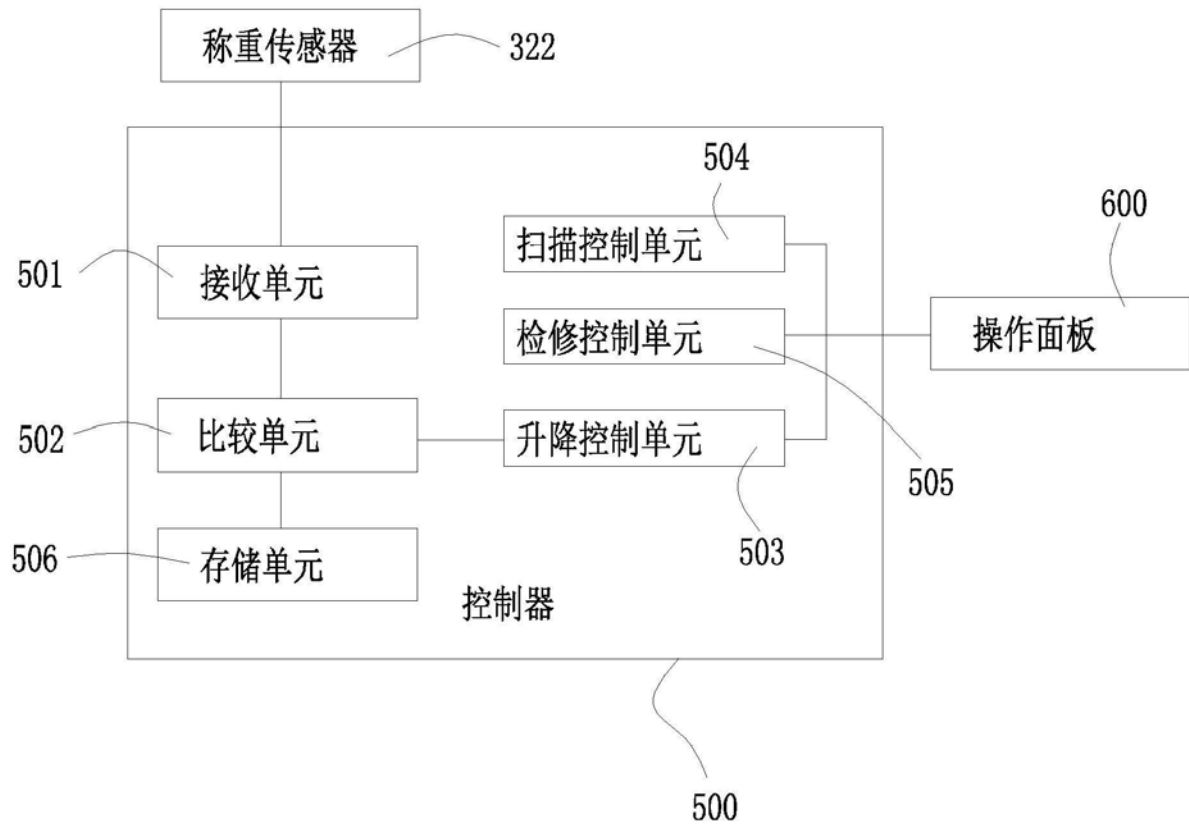 称重传感器
322
504
扫描控制单元
600
501
接收单元
检修控制单元
操作面板
502
比较单元
升降控制单元
505
506
存储单元
503
控制器
500